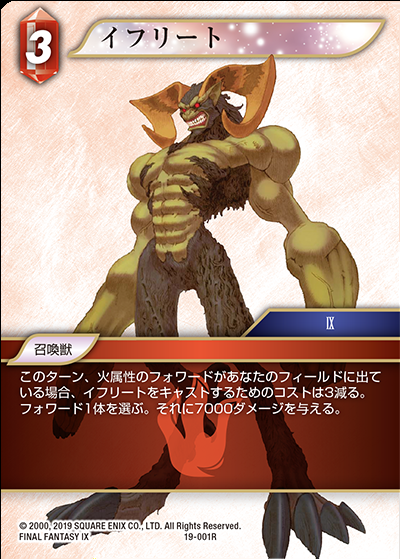 3
イフリート
IX
召喚獣
このターン、火属性のフォワードがあなたのフィールドに出て
いる場合、イフリートをキャストするためのコストは3減る。
フォワード1体を選ぶ。それに7000ダメージを与える。
© 2000, 2019 SQUARE ENIX CO., LTD. All Rights Reserved.
FINAL FANTASY IX
19-001R